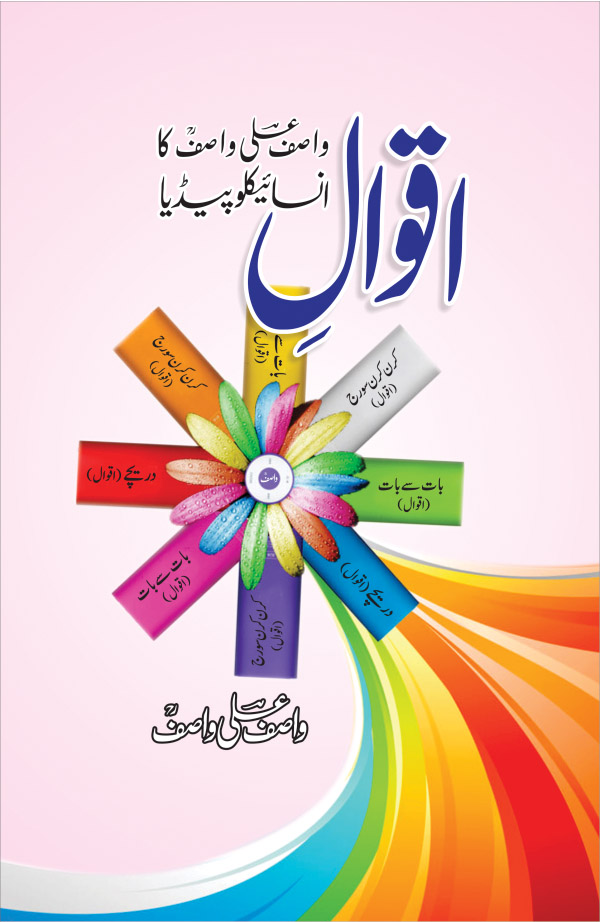 واصف علی واصفؒ کا
انسائیکلوپیڈیا
اقوالِ
بات سے
(اقوال)
کرن کرن سورج
(اقوال)
کرن کرن سورج
(اقوال)
دریچے (اقوال)
واصفؒ
بات سے بات
(اقوال)
بات سے بات
(اقوال)
دریچے (اقوال)
کرن کرن سورج
(اقوال)
واصف علی واصفؒ